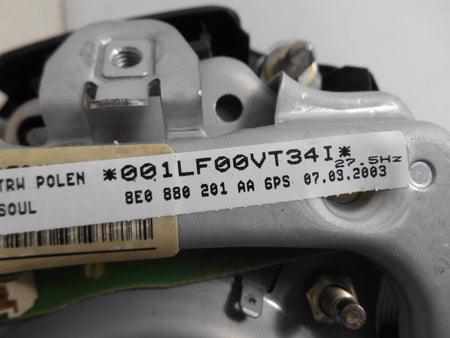 TRW POLEN *001LF00VT34I*
27.5Hz
SOUL 8E0 880 201 AA 6PS 07.03.2003